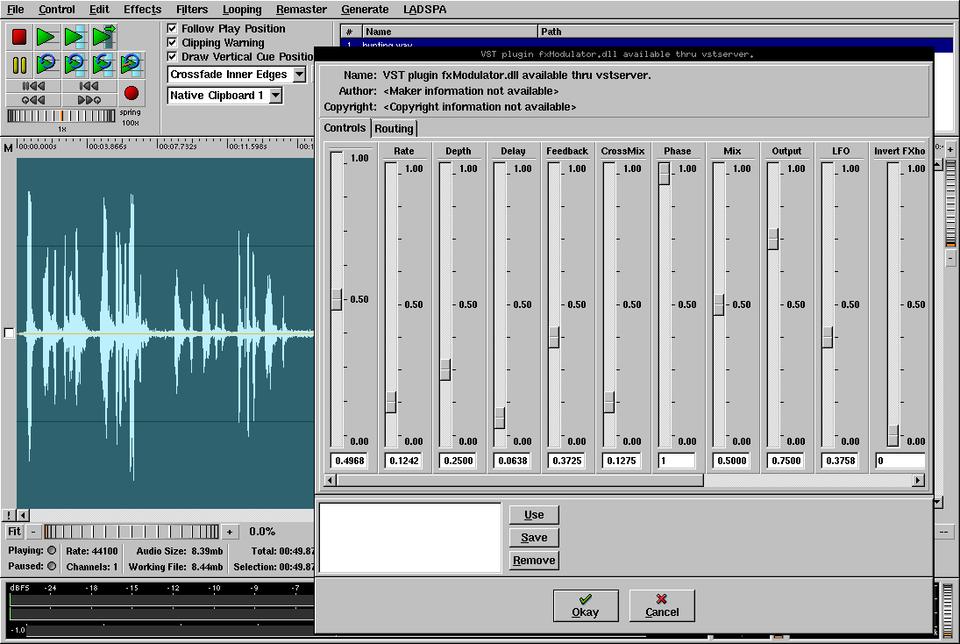 File Control Edit Effects Filters Looping Remaster Generate LADSPA
Follow Play Position
Clipping Warning
Draw Vertical Cue Positio
Crossfade Inner Edges
Native Clipboard 1
spring
100x
1x
# Name Path
VST plugin fxModulator.dll available thru vstserver.
Name: VST plugin fxModulator.dll available thru vstserver.
Author: <Maker information not available>
Copyright: <Copyright information not available>
Controls Routing
M 00:00.000s 00:03.866s 00:07.732s 00:11.598s
Rate Depth Delay Feedback CrossMix Phase Mix Output LFO Invert FXho
1.00 1.00 1.00 1.00 1.00 1.00 1.00 1.00 1.00 1.00 1.00
0.50 0.50 0.50 0.50 0.50 0.50 0.50 0.50 0.50 0.50 0.50
0.00 0.00 0.00 0.00 0.00 0.00 0.00 0.00 0.00 0.00 0.00
0.4968 0.1242 0.2500 0.0638 0.3725 0.1275 1 0.5000 0.7500 0.3758 0
Use
Save
Remove
Okay Cancel
! Fit - + 0.0%
Playing: Rate: 44100 Audio Size: 8.39mb Total: 00:49.87
Paused: Channels: 1 Working File: 8.44mb Selection: 00:49.87
dBFS -24 -18 -15 -12 -10 -9 -7
-1.0